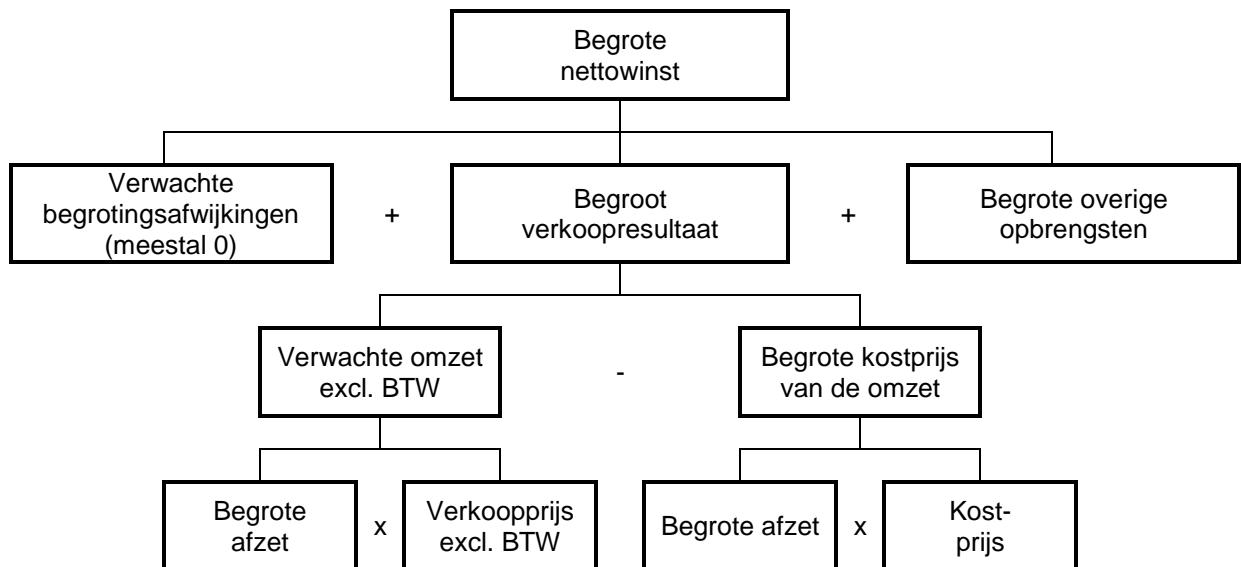 Begrote
nettowinst
Verwachte
begrotingsafwijkingen
(meestal 0)
+
Begroot
verkoopresultaat
+
Begrote overige
opbrengsten
Verwachte omzet
excl. BTW
-
Begrote kostprijs
van de omzet
Begrote
afzet
x
Verkoopprijs
excl. BTW
Begrote afzet
x
Kost-
prijs